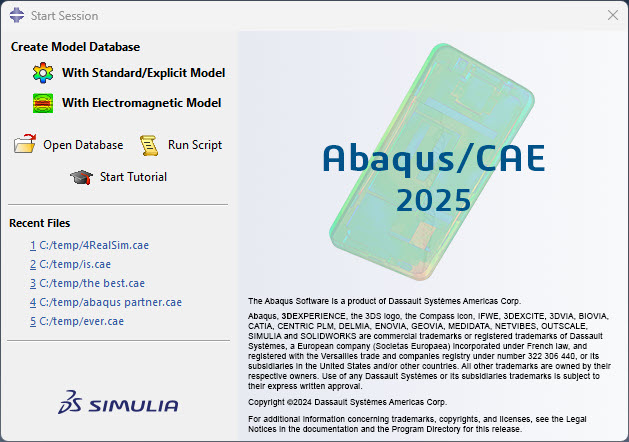 Start Session
Create Model Database
With Standard/Explicit Model
With Electromagnetic Model
Open Database
Run Script
Start Tutorial
Recent Files
1 C:/temp/4RealSim.cae
2 C:/temp/is.cae
3 C:/temp/the best.cae
4 C:/temp/abaqus partner.cae
5 C:/temp/ever.cae
SIMULIA
Abaqus/CAE
2025
The Abaqus Software is a product of Dassault Systèmes Americas Corp.
Abaqus, 3DEXPERIENCE, the 3DS logo, the Compass icon, IFWE, 3DEXCITE, 3DVIA, BIOVIA,
CATIA, CENTRIC PLM, DELMIA, ENOVIA, GEOVIA, MEDIDATA, NETVIBES, OUTSCALE,
SIMULIA and SOLIDWORKS are commercial trademarks or registered trademarks of Dassault
Systèmes, a European company (Societas Europaea) incorporated under French law, and
registered with the Versailles trade and companies registry under number 322 306 440, or its
subsidiaries in the United States and/or other countries. All other trademarks are owned by their
respective owners. Use of any Dassault Systèmes or its subsidiaries trademarks is subject to
their express written approval.
Copyright ©2024 Dassault Systèmes Americas Corp.
For additional information concerning trademarks, copyrights, and licenses, see the Legal
Notices in the documentation and the Program Directory for this release.